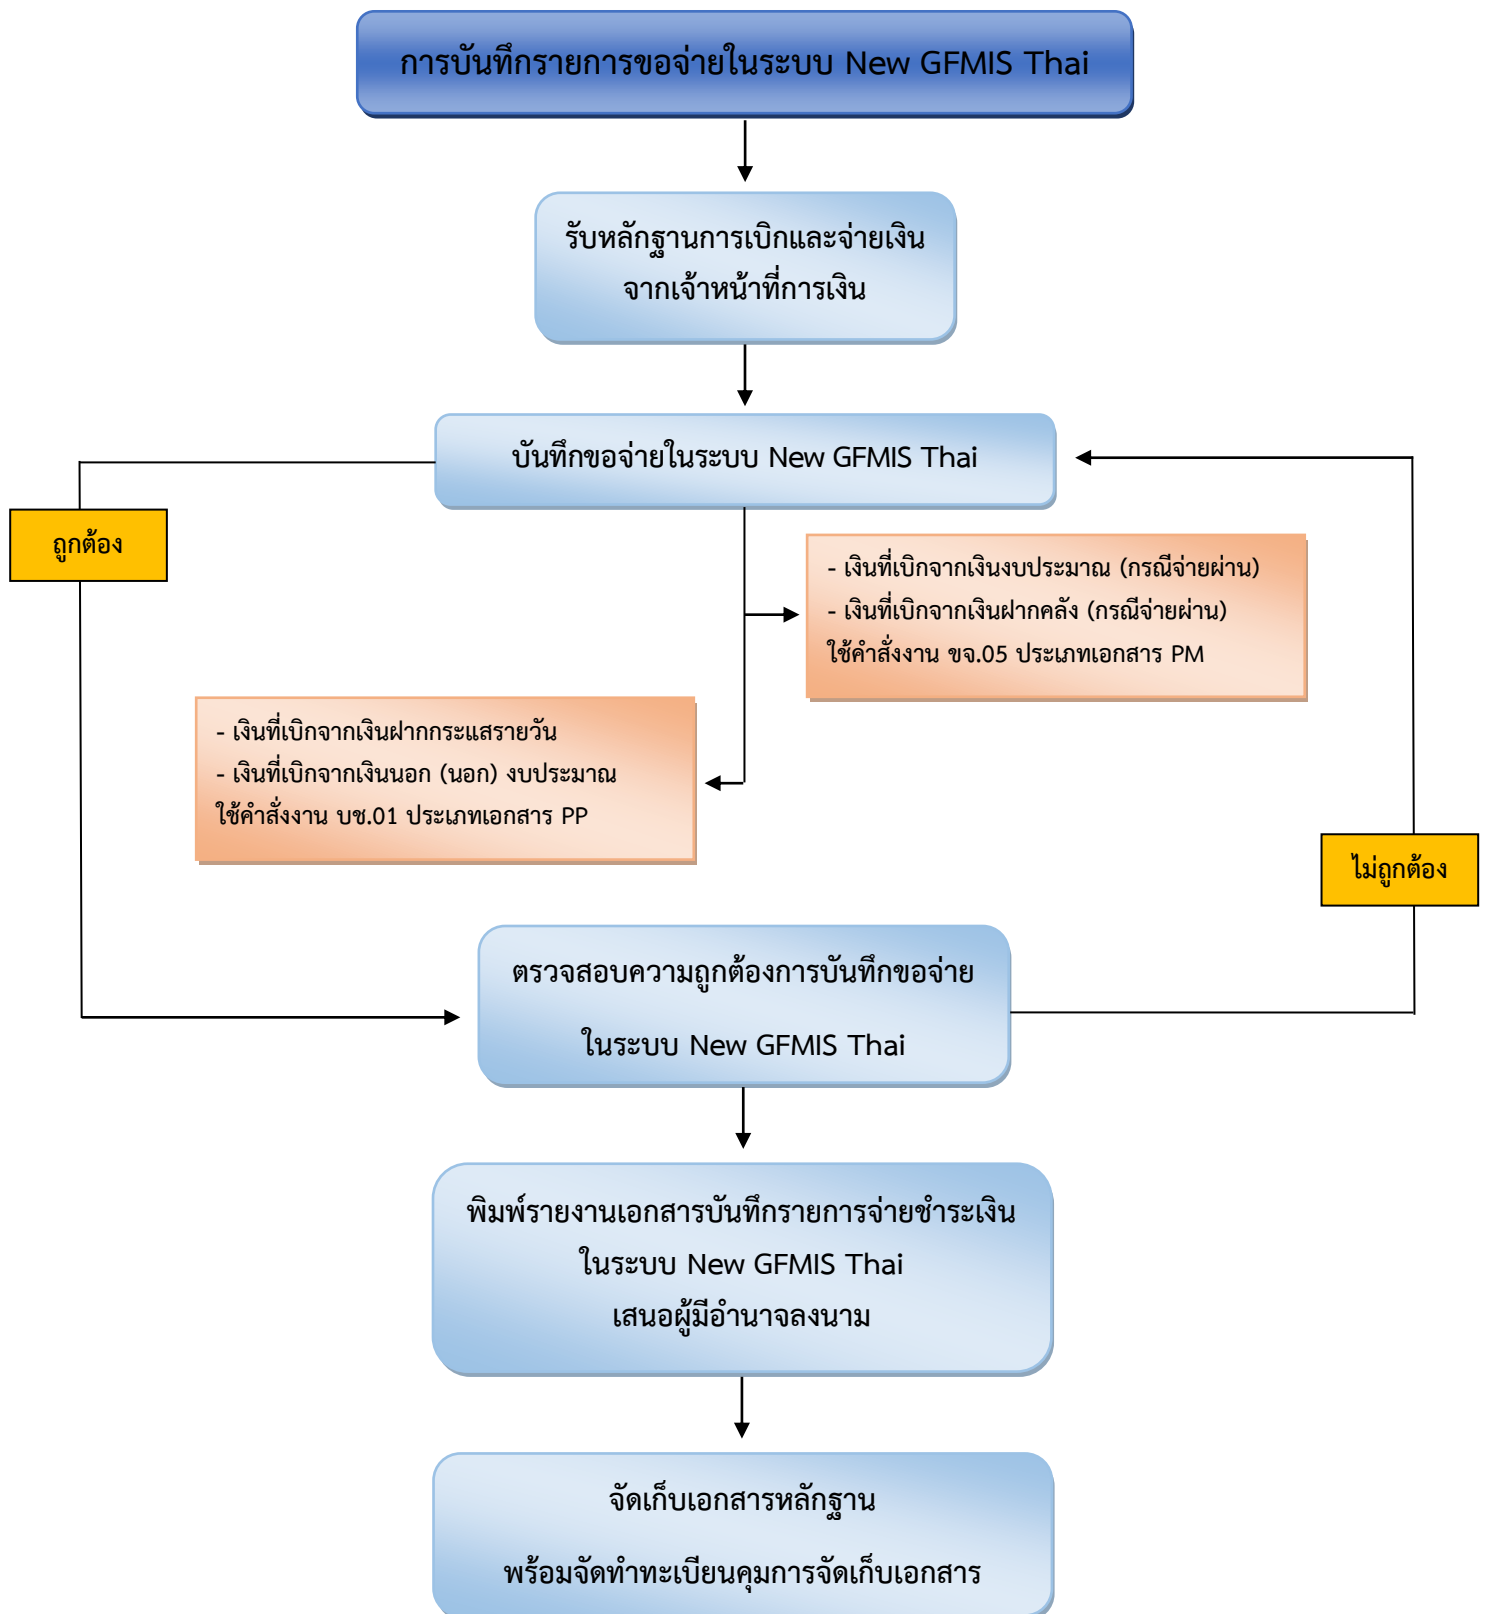 การบันทึกรายการขอจ่ายในระบบ New GFMIS Thai
รับหลักฐานการเบิกและจ่ายเงิน
จากเจ้าหน้าที่การเงิน
บันทึกขอจ่ายในระบบ New GFMIS Thai
ถูกต้อง
- เงินที่เบิกจากเงินงบประมาณ (กรณีจ่ายผ่าน)
- เงินที่เบิกจากเงินฝากคลัง (กรณีจ่ายผ่าน)
ใช้คำสั่งงาน ขจ.05 ประเภทเอกสาร PM
- เงินที่เบิกจากเงินฝากกระแสรายวัน
- เงินที่เบิกจากเงินนอก (นอก) งบประมาณ
ใช้คำสั่งงาน บช.01 ประเภทเอกสาร PP
ไม่ถูกต้อง
ตรวจสอบความถูกต้องการบันทึกขอจ่าย
ในระบบ New GFMIS Thai
พิมพ์รายงานเอกสารบันทึกรายการจ่ายชำระเงิน
ในระบบ New GFMIS Thai
เสนอผู้มีอำนาจลงนาม
จัดเก็บเอกสารหลักฐาน
พร้อมจัดทำทะเบียนคุมการจัดเก็บเอกสาร